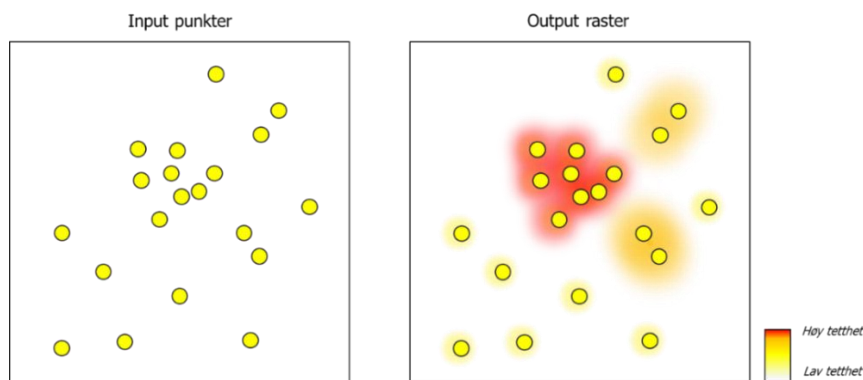 Input punkter
Output raster
Høy tetthet
Lav tetthet